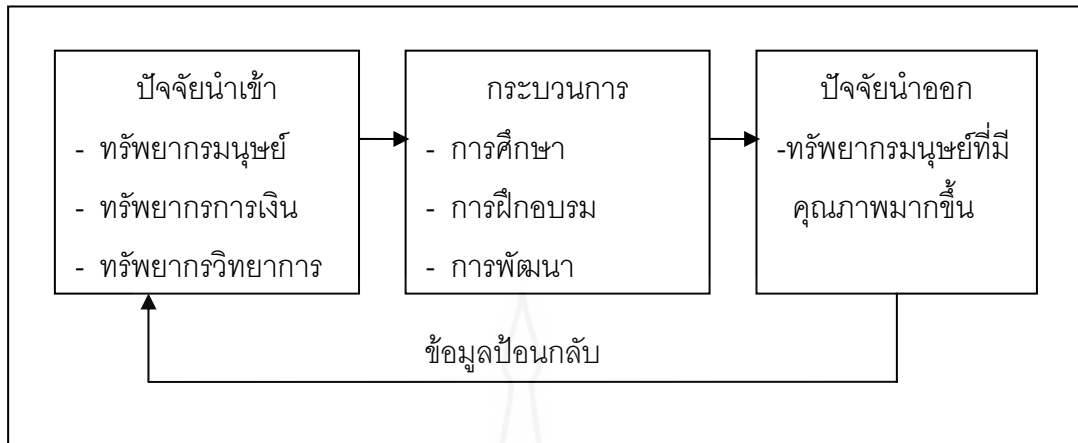 ปัจจัยนำเข้า
- ทรัพยากรมนุษย์
- ทรัพยากรการเงิน
- ทรัพยากรวิทยาการ
กระบวนการ
- การศึกษา
- การฝึกอบรม
- การพัฒนา
ปัจจัยนำออก
-ทรัพยากรมนุษย์ที่มี
คุณภาพมากขึ้น
ข้อมูลป้อนกลับ